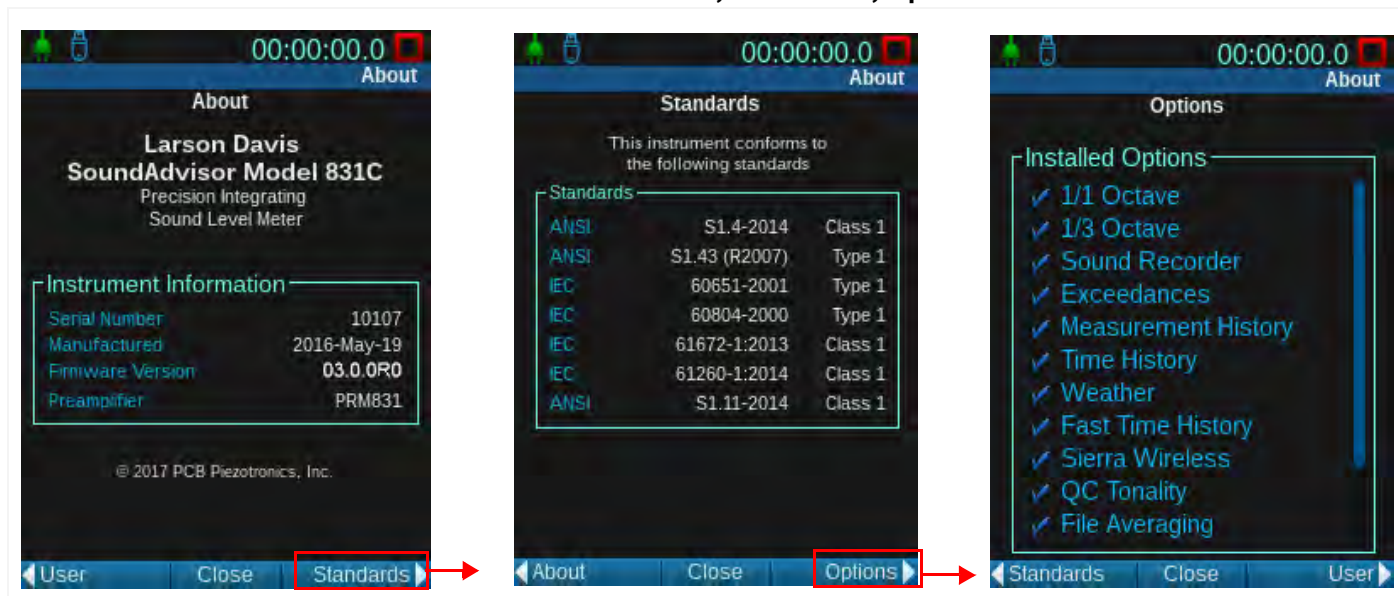 00:00:00.0
About
About
Larson Davis
SoundAdvisor Model 831C
Precision Integrating
Sound Level Meter
Instrument Information
Serial Number 10107
Manufactured 2016-May-19
Firmware Version 03.0.0R0
Preamplifier PRM831
© 2017 PCB Piezotronics, Inc.
User Close Standards
00:00:00.0
About
Standards
This instrument conforms to
the following standards
Standards
ANSI S1.4-2014 Class 1
ANSI S1.43 (R2007) Type 1
IEC 60651-2001 Type 1
IEC 60804-2000 Type 1
IEC 61672-1:2013 Class 1
IEC 61260-1:2014 Class 1
ANSI S1.11-2014 Class 1
About Close Options
00:00:00.0
About
Options
Installed Options
1/1 Octave
1/3 Octave
Sound Recorder
Exceedances
Measurement History
Time History
Weather
Fast Time History
Sierra Wireless
QC Tonality
File Averaging
Standards Close User